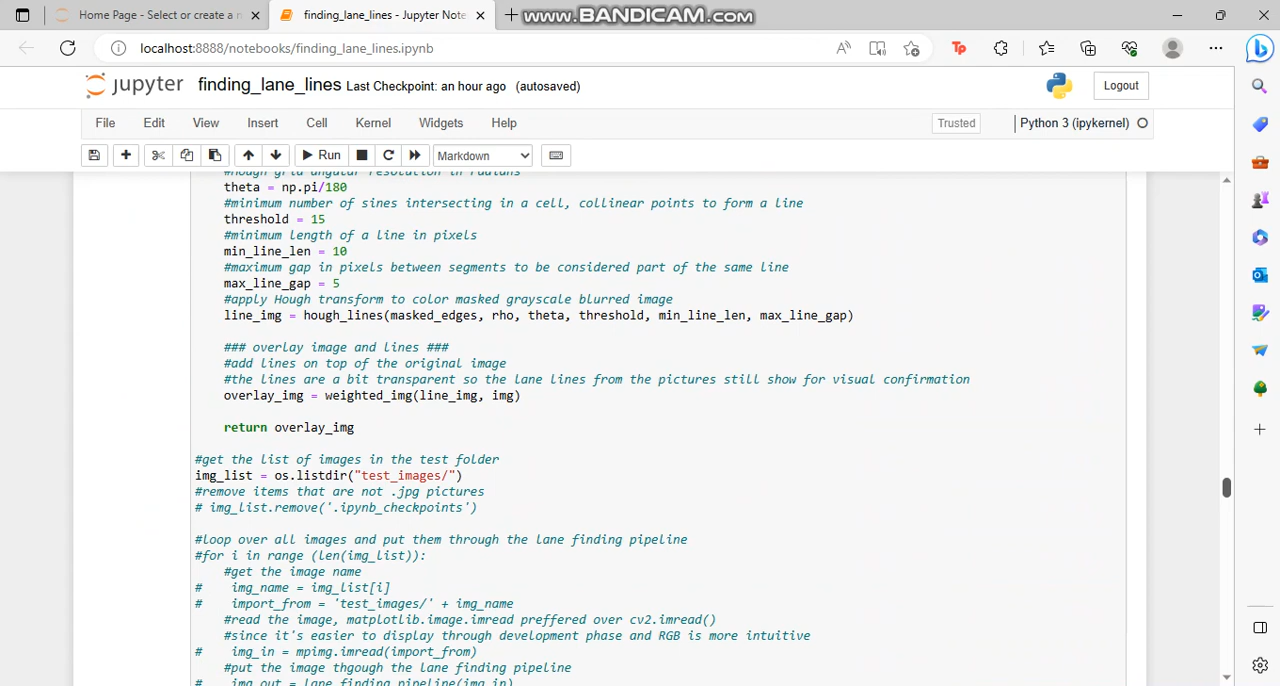 Home Page - Select or create a n
finding_lane_lines - Jupyter Note
www.BANDICAM.com
localhost:8888/notebooks/finding_lane_lines.ipynb
jupyter finding_lane_lines Last Checkpoint: an hour ago (autosaved)
Logout
File Edit View Insert Cell Kernel Widgets Help
Trusted Python 3 (ipykernel)
Run Markdown
#hough grid angular resolution in radians
theta = np.pi/180
#minimum number of sines intersecting in a cell, collinear points to form a line
threshold = 15
#minimum length of a line in pixels
min_line_len = 10
#maximum gap in pixels between segments to be considered part of the same line
max_line_gap = 5
#apply Hough transform to color masked grayscale blurred image
line_img = hough_lines(masked_edges, rho, theta, threshold, min_line_len, max_line_gap)
### overlay image and lines ###
#add lines on top of the original image
#the lines are a bit transparent so the lane lines from the pictures still show for visual confirmation
overlay_img = weighted_img(line_img, img)
return overlay_img
#get the list of images in the test folder
img_list = os.listdir("test_images/")
#remove items that are not .jpg pictures
# img_list.remove('.ipynb_checkpoints')
#loop over all images and put them through the lane finding pipeline
#for i in range (len(img_list)):
#get the image name
# img_name = img_list[i]
# import_from = 'test_images/' + img_name
#read the image, matplotlib.image.imread preffered over cv2.imread()
#since it's easier to display through development phase and RGB is more intuitive
# img_in = mpimg.imread(import_from)
#put the image thgough the lane finding pipeline
# img_out = lane_finding_pipeline(img_in)